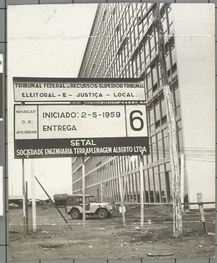 TRIBUNAL FEDERAL DE RECURSOS SUPERIOR TRIBUNAL
ELEITORAL - E - JUSTIÇA - LOCAL.
D. E.
INICIADO: 2-5-1959
ENTREGA
6
SETAL
SOCIEDADE ENGENHARIA TERRAPLENAGEM ALBERTO LTDA